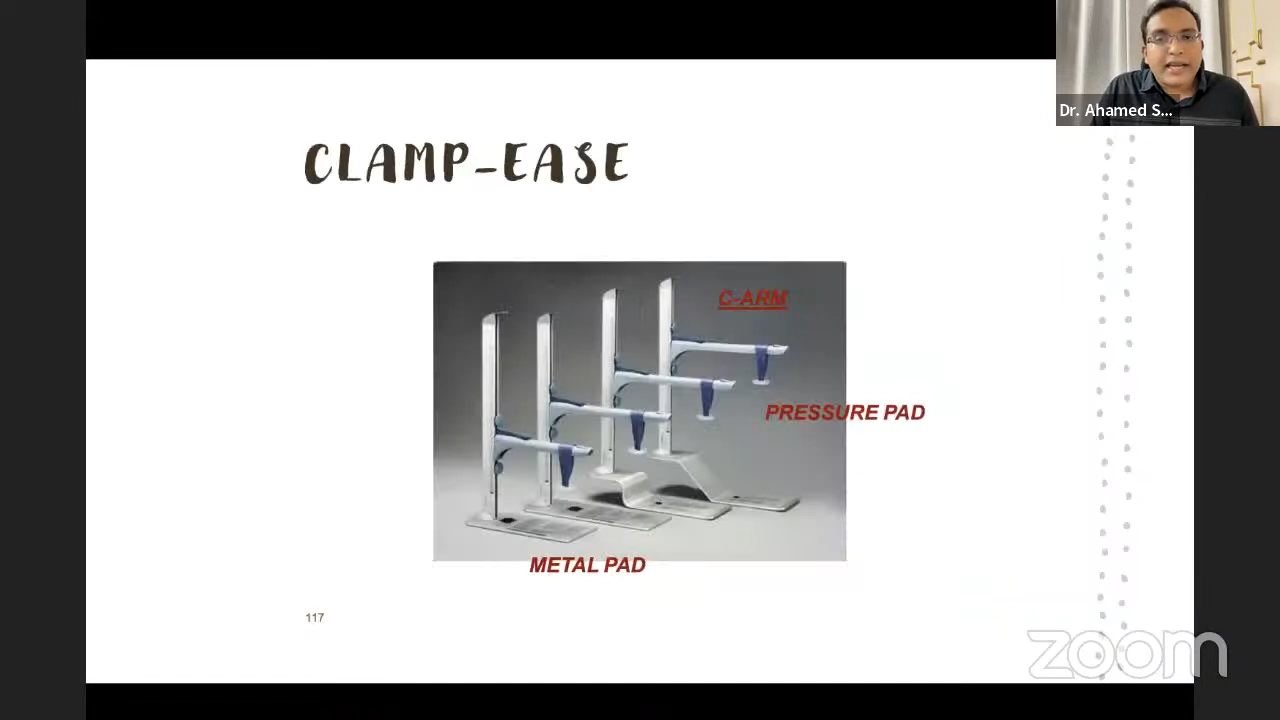 Dr. Ahamed S...
CLAMP-EASE
C-ARM
PRESSURE PAD
METAL PAD
117
zoom